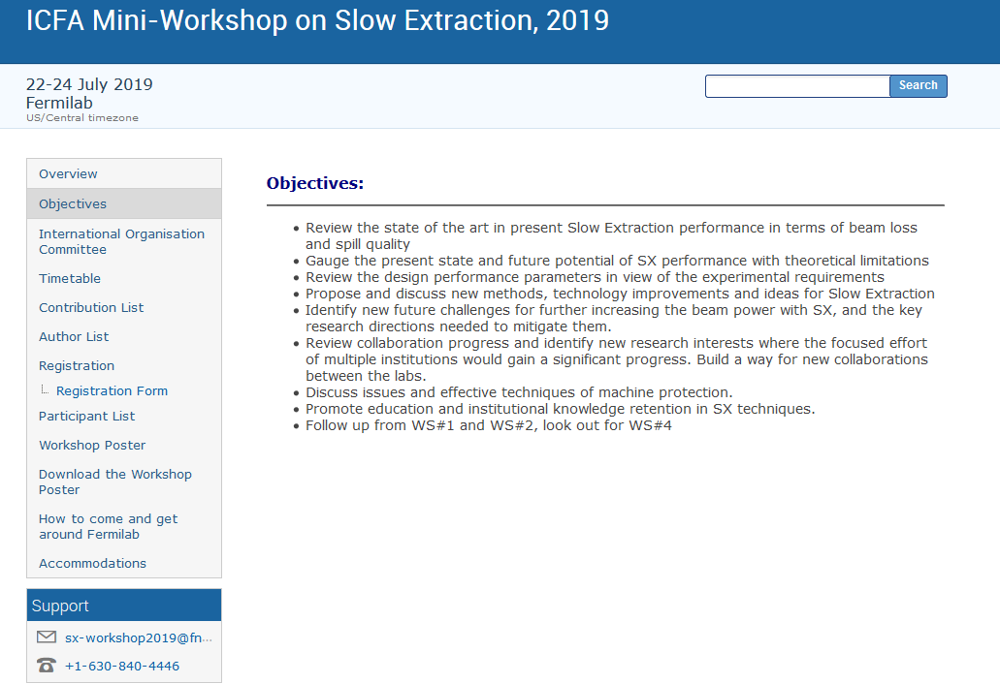 ICFA Mini-Workshop on Slow Extraction, 2019
22-24 July 2019
Fermilab
US/Central timezone
Search
Overview
Objectives
International Organisation
Committee
Timetable
Contribution List
Author List
Registration
Registration Form
Participant List
Workshop Poster
Download the Workshop
Poster
How to come and get
around Fermilab
Accommodations
Support
sx-workshop2019@fn...
+1-630-840-4446
Objectives:
Review the state of the art in present Slow Extraction performance in terms of beam loss
and spill quality
Gauge the present state and future potential of SX performance with theoretical limitations
Review the design performance parameters in view of the experimental requirements
Propose and discuss new methods, technology improvements and ideas for Slow Extraction
Identify new future challenges for further increasing the beam power with SX, and the key
research directions needed to mitigate them.
Review collaboration progress and identify new research interests where the focused effort
of multiple institutions would gain a significant progress. Build a way for new collaborations
between the labs.
Discuss issues and effective techniques of machine protection.
Promote education and institutional knowledge retention in SX techniques.
Follow up from WS#1 and WS#2, look out for WS#4